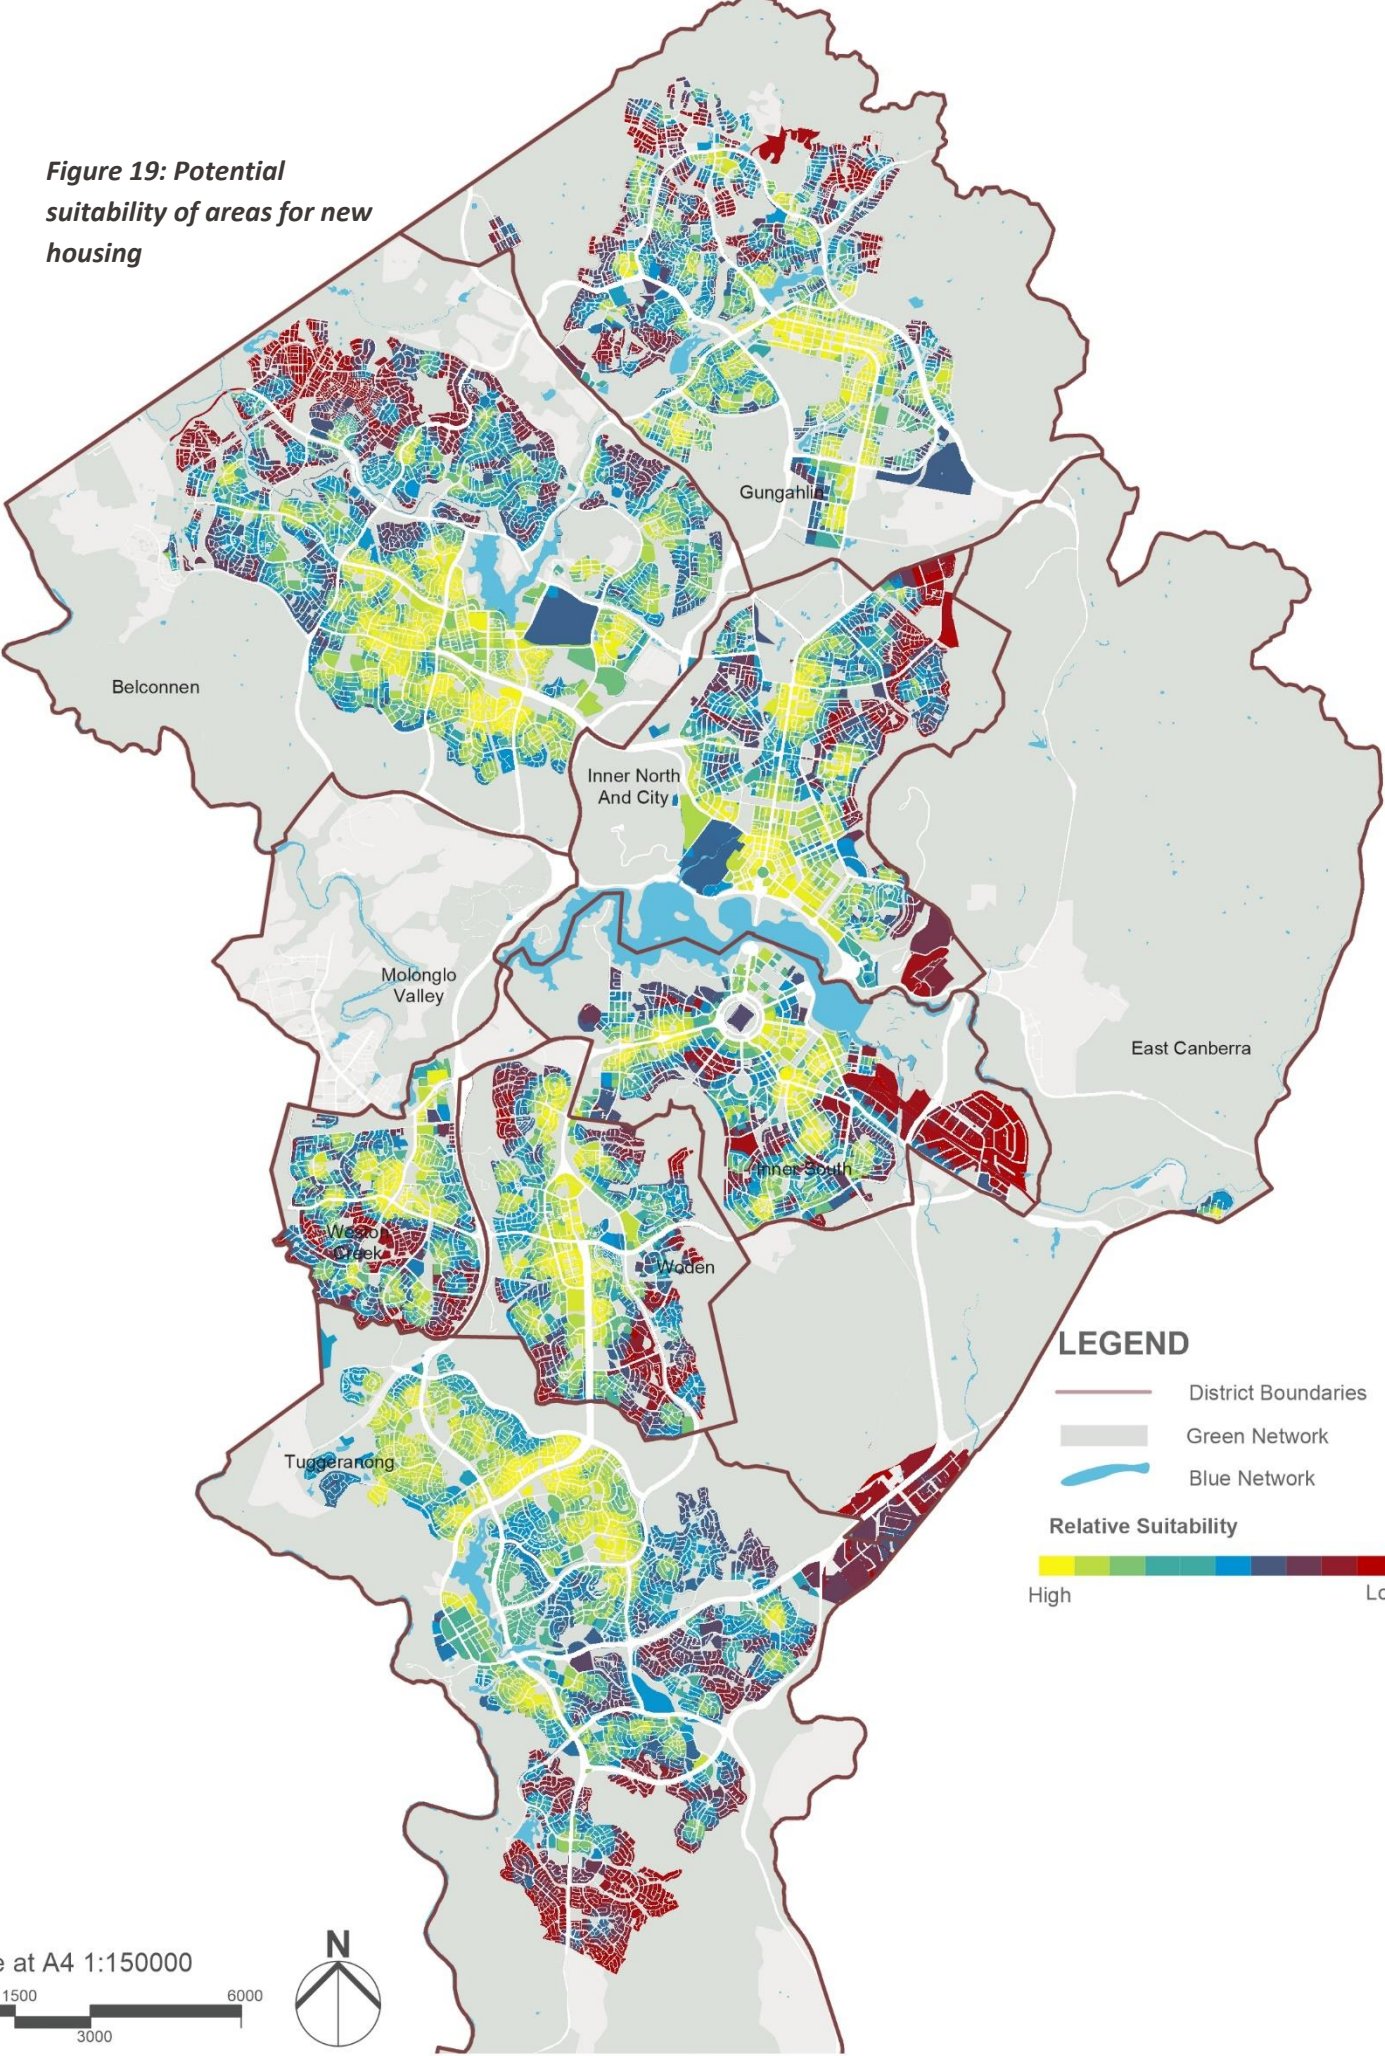 Figure 19: Potential
suitability of areas for new
housing
Gungahlin
Belconnen
Inner North
And City
Molonglo
Valley
East Canberra
Inner South
Weston
Creek
Woden
Tuggeranong
LEGEND
District Boundaries
Green Network
Blue Network
Relative Suitability
High
Lo
e at A4 1:150000
1500
6000
3000
N